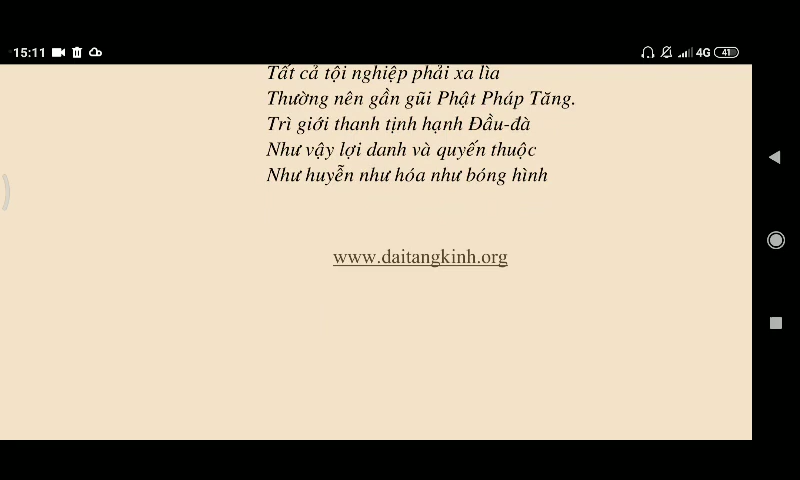 15:11
4G
41
Tất cả tội nghiệp phải xa lìa
Thường nên gần gũi Phật Pháp Tăng.
Trì giới thanh tịnh hạnh Đầu-đà
Như vậy lợi danh và quyến thuộc
Như huyễn như hóa như bóng hình
www.daitangkinh.org